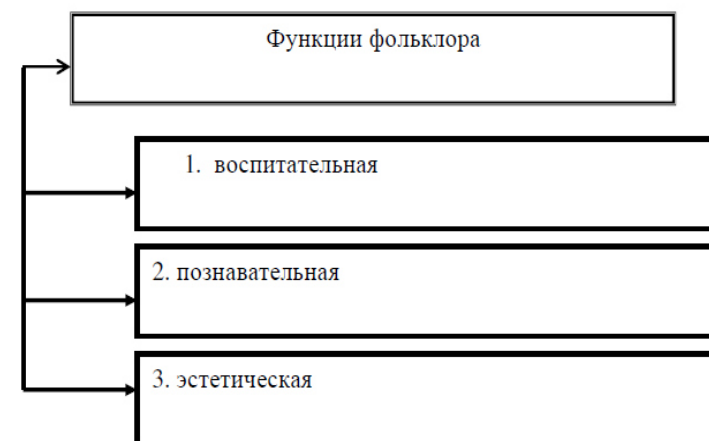 Функции фольклора
1. воспитательная
2. познавательная
3. эстетическая